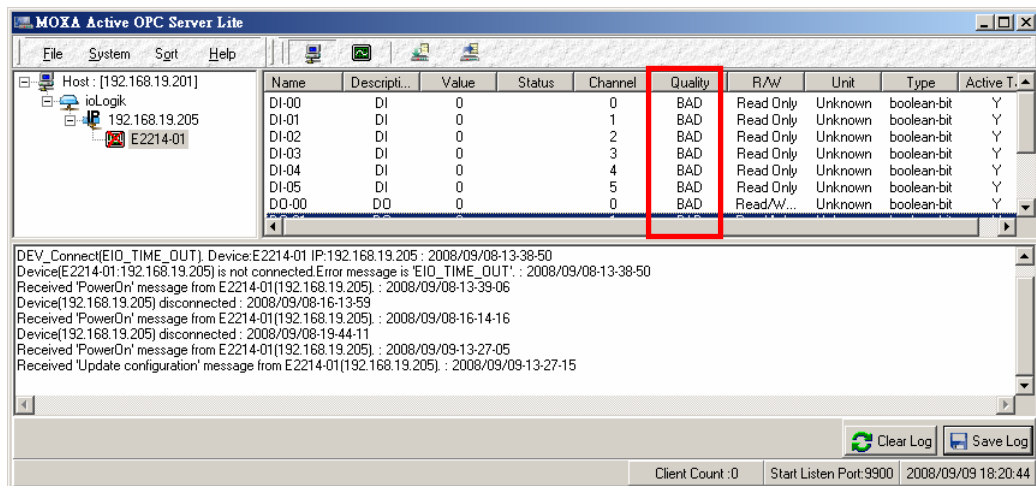 MOXA Active OPC Server Lite
File System Sort Help
Host : [192.168.19.201]
ioLogik
192.168.19.205
E2214-01
Name Descripti... Value Status Channel Quality R/W Unit Type Active T.
DI-00 DI 0 0 BAD Read Only Unknown boolean-bit Y
DI-01 DI 0 1 BAD Read Only Unknown boolean-bit Y
DI-02 DI 0 2 BAD Read Only Unknown boolean-bit Y
DI-03 DI 0 3 BAD Read Only Unknown boolean-bit Y
DI-04 DI 0 4 BAD Read Only Unknown boolean-bit Y
DI-05 DI 0 5 BAD Read Only Unknown boolean-bit Y
DO-00 DO 0 0 BAD Read/W... Unknown boolean-bit Y
DEV_Connect(EIO_TIME_OUT). Device:E2214-01 IP:192.168.19.205 : 2008/09/08-13-38-50
Device(E2214-01:192.168.19.205) is not connected.Error message is 'EIO_TIME_OUT'. : 2008/09/08-13-38-50
Received 'PowerOn' message from E2214-01(192.168.19.205). : 2008/09/08-13-39-06
Device(192.168.19.205) disconnected : 2008/09/08-16-13-59
Received 'PowerOn' message from E2214-01(192.168.19.205). : 2008/09/08-16-14-16
Device(192.168.19.205) disconnected : 2008/09/08-19-44-11
Received 'PowerOn' message from E2214-01(192.168.19.205). : 2008/09/09-13-27-05
Received 'Update configuration' message from E2214-01(192.168.19.205). : 2008/09/09-13-27-15
Clear Log Save Log
Client Count :0 Start Listen Port:9900 2008/09/09 18:20:44